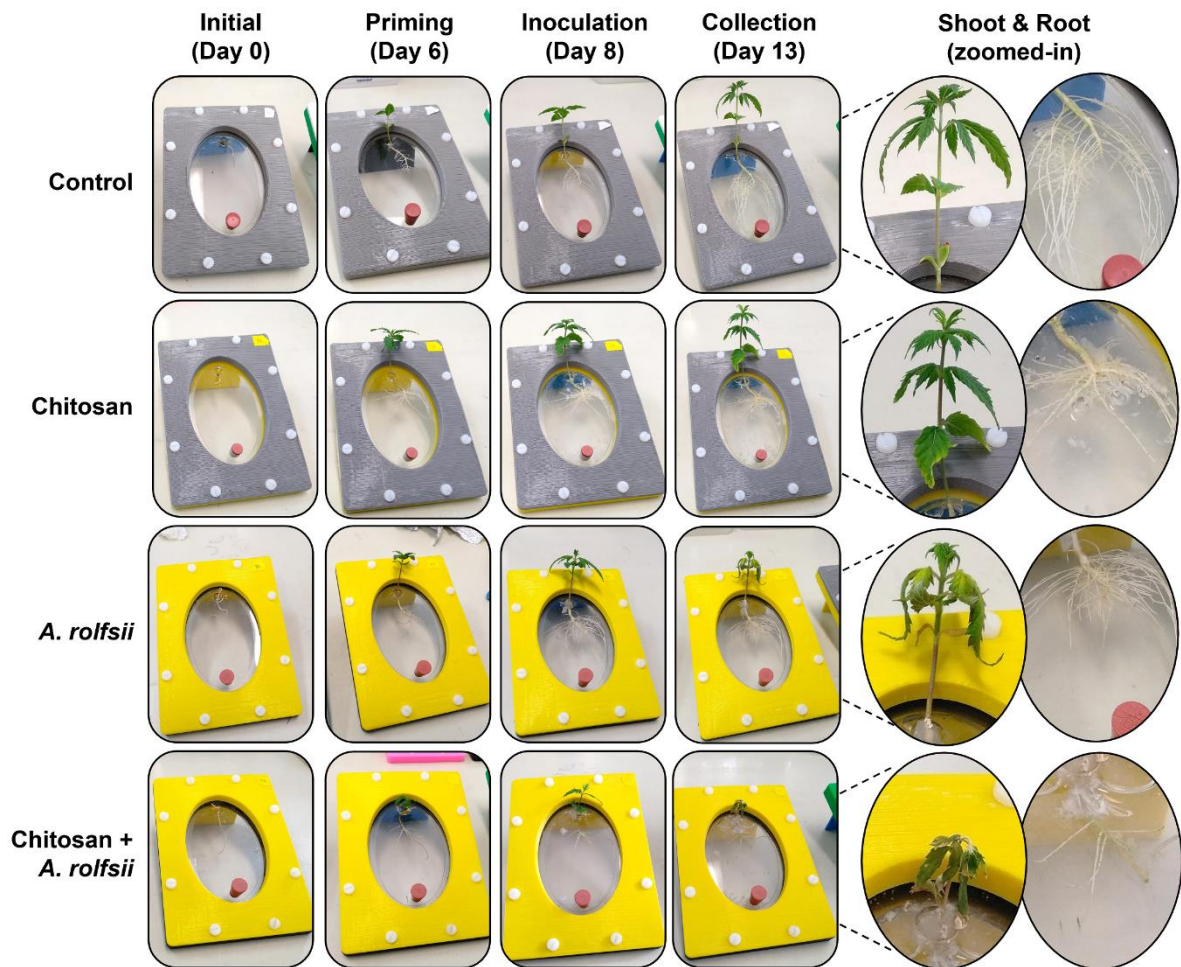 Initial
(Day 0)
Priming
(Day 6)
Inoculation
(Day 8)
Collection
(Day 13)
Shoot & Root
(zoomed-in)
Control
Chitosan
A. rolfsii
Chitosan +
A. rolfsii